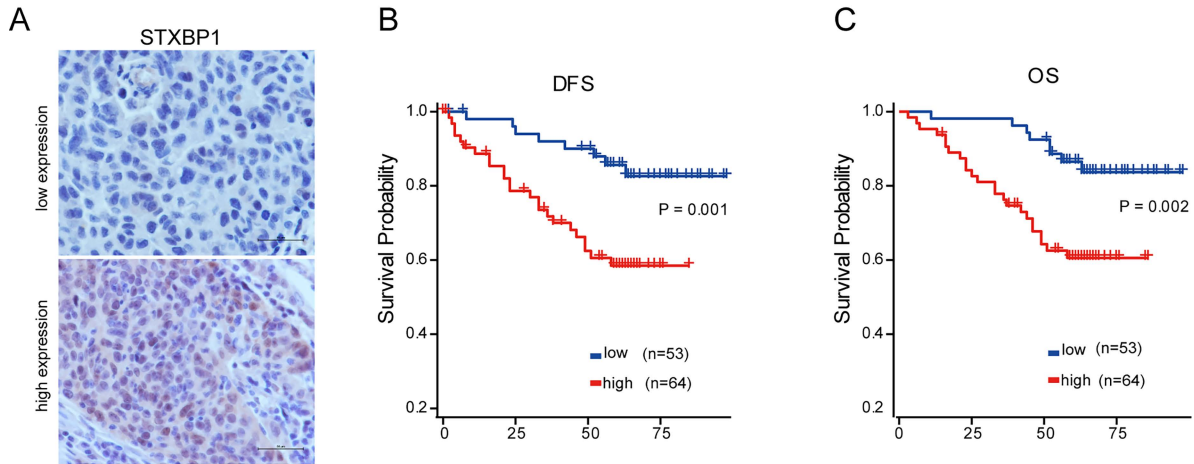 A
STXBP1
low expression
high expression
B
DFS
Survival Probability
1.0
0.8
0.6
0.4
0.2
0
25
50
75
P = 0.001
low (n=53)
high (n=64)
C
OS
Survival Probability
1.0
0.8
0.6
0.4
0.2
0
25
50
75
P = 0.002
low (n=53)
high (n=64)